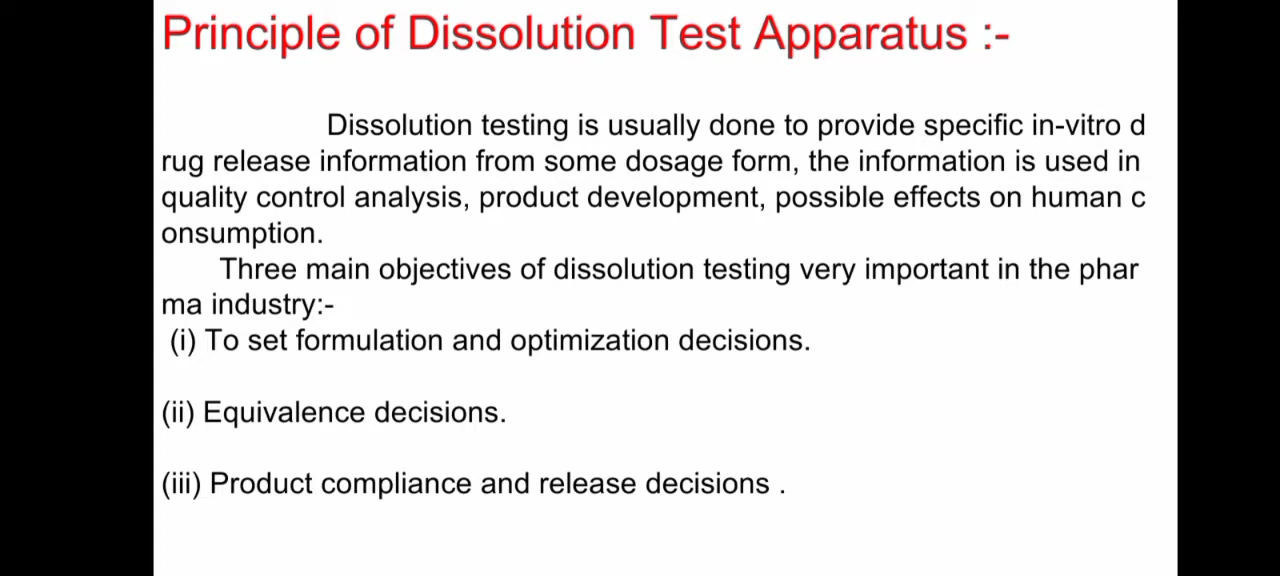 Principle of Dissolution Test Apparatus :-
Dissolution testing is usually done to provide specific in-vitro d
rug release information from some dosage form, the information is used in
quality control analysis, product development, possible effects on human c
onsumption.
Three main objectives of dissolution testing very important in the phar
ma industry:-
(i) To set formulation and optimization decisions.
(ii) Equivalence decisions.
(iii) Product compliance and release decisions .